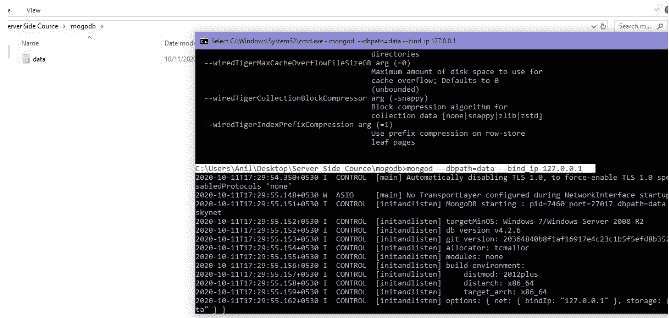 e View
erver Side Cource > mogodb >
Search m...
Name
Date mod
data
10/11/202
Select C:\Windows\System32\cmd.exe - mongod --dbpath=data --bind_ip 127.0.0.1
directories
--wiredTigerMaxCacheOverflowFileSizeGB arg (=0)
Maximum amount of disk space to use for
cache overflow; Defaults to 0
(unbounded)
--wiredTigerCollectionBlockCompressor arg (=snappy)
Block compression algorithm for
collection data [none|snappy|zlib|zstd]
--wiredTigerIndexPrefixCompression arg (=1)
Use prefix compression on row-store
leaf pages
C:\Users\Anil\Desktop\Server Side Cource\mogodb>mongod --dbpath=data --bind_ip 127.0.0.1
2020-10-11T17:29:54.350+0530 I CONTROL [main] Automatically disabling TLS 1.0, to force-enable TLS 1.0 spe
sabledProtocols 'none'
2020-10-11T17:29:55.148+0530 W ASIO [main] No TransportLayer configured during NetworkInterface startup
2020-10-11T17:29:55.151+0530 I CONTROL [initandlisten] MongoDB starting : pid=7460 port=27017 dbpath=data
skynet
2020-10-11T17:29:55.152+0530 I CONTROL [initandlisten] targetMinOS: Windows 7/Windows Server 2008 R2
2020-10-11T17:29:55.152+0530 I CONTROL [initandlisten] db version v4.2.6
2020-10-11T17:29:55.153+0530 I CONTROL [initandlisten] git version: 20364840b8f1af16917e4c23c1b5f5efd8b352
2020-10-11T17:29:55.154+0530 I CONTROL [initandlisten] allocator: tcmalloc
2020-10-11T17:29:55.155+0530 I CONTROL [initandlisten] modules: none
2020-10-11T17:29:55.156+0530 I CONTROL [initandlisten] build environment:
2020-10-11T17:29:55.157+0530 I CONTROL [initandlisten] distmod: 2012plus
2020-10-11T17:29:55.158+0530 I CONTROL [initandlisten] distarch: x86_64
2020-10-11T17:29:55.159+0530 I CONTROL [initandlisten] target_arch: x86_64
2020-10-11T17:29:55.162+0530 I CONTROL [initandlisten] options: { net: { bindIp: "127.0.0.1" }, storage:
ta" } }